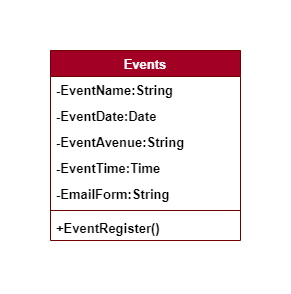 Events
-EventName:String
-EventDate:Date
-EventAvenue:String
-EventTime:Time
-EmailForm:String
+EventRegister()